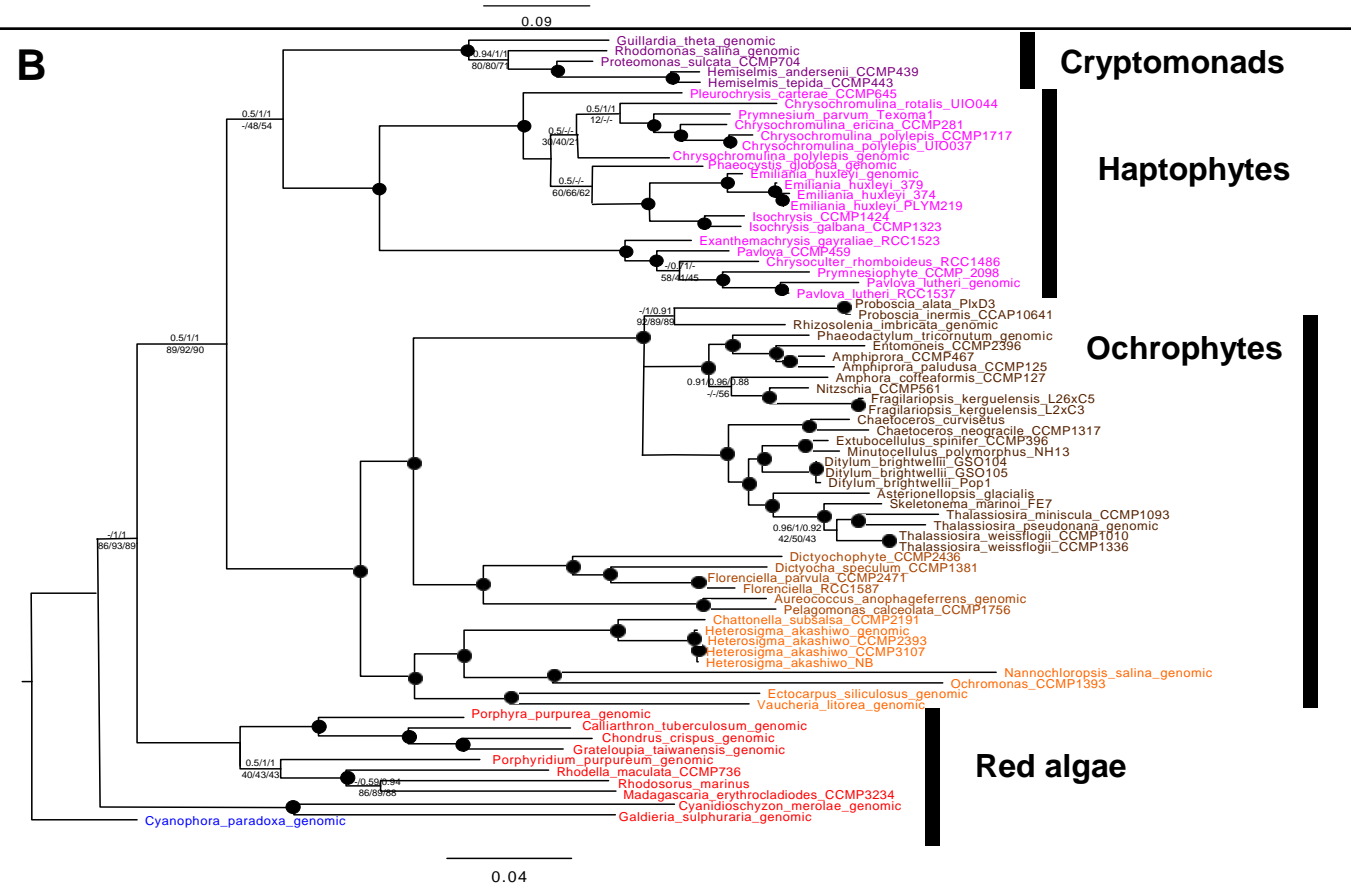 0.09
B
Guillardia_theta_genomic
0.94/1/1
Rhodomonas_salina_genomic
80/80/71
Proteomonas_sulcata_CCMP704
Hemiselmis_andersenii_CCMP439
Hemiselmis_tepida_CCMP443
Cryptomonads
Pleurochrysis_carterae_CCMP645
0.5/1/1
-/48/54
Chrysochromulina_rotalis_UIO044
0.5/1/1
12/-/-
Prymnesium_parvum_Texoma1
Chrysochromulina_ericina_CCMP281
0.5/-/-
30/40/21
Chrysochromulina_polylepis_CCMP1717
Chrysochromulina_polylepis_UIO037
Chrysochromulina_polylepis_genomic
Phaeocystis_globosa_genomic
Haptophytes
0.5/-/-
60/66/62
Emiliania_huxleyi_genomic
Emiliania_huxleyi_379
Emiliania_huxleyi_374
Emiliania_huxleyi_PLYM219
Isochrysis_CCMP1424
Isochrysis_galbana_CCMP1323
Exanthemachrysis_gayraliae_RCC1523
Pavlova_CCMP459
Chrysoculter_rhomboideus_RCC1486
-/0.71/-
58/41/45
Prymnesiophyte_CCMP_2098
Pavlova_lutheri_genomic
Pavlova_lutheri_RCC1537
Proboscia_alata_PIxD3
-/1/0.91
92/89/89
Proboscia_inermis_CCAP10641
Rhizosolenia_imbricata_genomic
Phaeodactylum_tricornutum_genomic
0.5/1/1
89/92/90
Entomoneis_CCMP2396
Ochrophytes
Amphiprora_CCMP467
Amphiprora_paludusa_CCMP125
Amphora_coffeaformis_CCMP127
0.91/0.96/0.88
-/-/56
Nitzschia_CCMP561
Fragilariopsis_kerguelensis_L26xC5
Fragilariopsis_kerguelensis_L2xC3
Chaetoceros_curvisetus
Chaetoceros_neogracile_CCMP1317
Extubocellulus_spinifer_CCMP396
Minutocellulus_polymorphus_NH13
Ditylum_brightwellii_GSO104
Ditylum_brightwellii_GSO105
Ditylum_brightwellii_Pop1
Asterionellopsis_glacialis
Skeletonema_marinoi_FE7
Thalassiosira_miniscula_CCMP1093
0.96/1/0.92
42/50/43
Thalassiosira_pseudonana_genomic
Thalassiosira_weissflogii_CCMP1010
Thalassiosira_weissflogii_CCMP1336
-/1/1
86/93/89
Dictyochophyte_CCMP2436
Dictyocha_speculum_CCMP1381
Florenciella_parvula_CCMP2471
Florenciella_RCC1587
Aureococcus_anophageferrens_genomic
Pelagomonas_calceolata_CCMP1756
Chattonella_subsalsa_CCMP2191
Heterosigma_akashiwo_genomic
Heterosigma_akashiwo_CCMP2393
Heterosigma_akashiwo_CCMP3107
Heterosigma_akashiwo_NB
Nannochloropsis_salina_genomic
Ochromonas_CCMP1393
Ectocarpus_siliculosus_genomic
Vaucheria_litorea_genomic
Porphyra_purpurea_genomic
Calliarthron_tuberculosum_genomic
Chondrus_crispus_genomic
Grateloupia_taiwanensis_genomic
Porphyridium_purpureum_genomic
0.5/1/1
40/43/43
Rhodella_maculata_CCMP736
Red algae
-/0.59/0.94
86/89/88
Rhodosorus_marinus
Madagascaria_erythrocladiodes_CCMP3234
Cyanidioschyzon_merolae_genomic
Galdieria_sulphuraria_genomic
Cyanophora_paradoxa_genomic
0.04